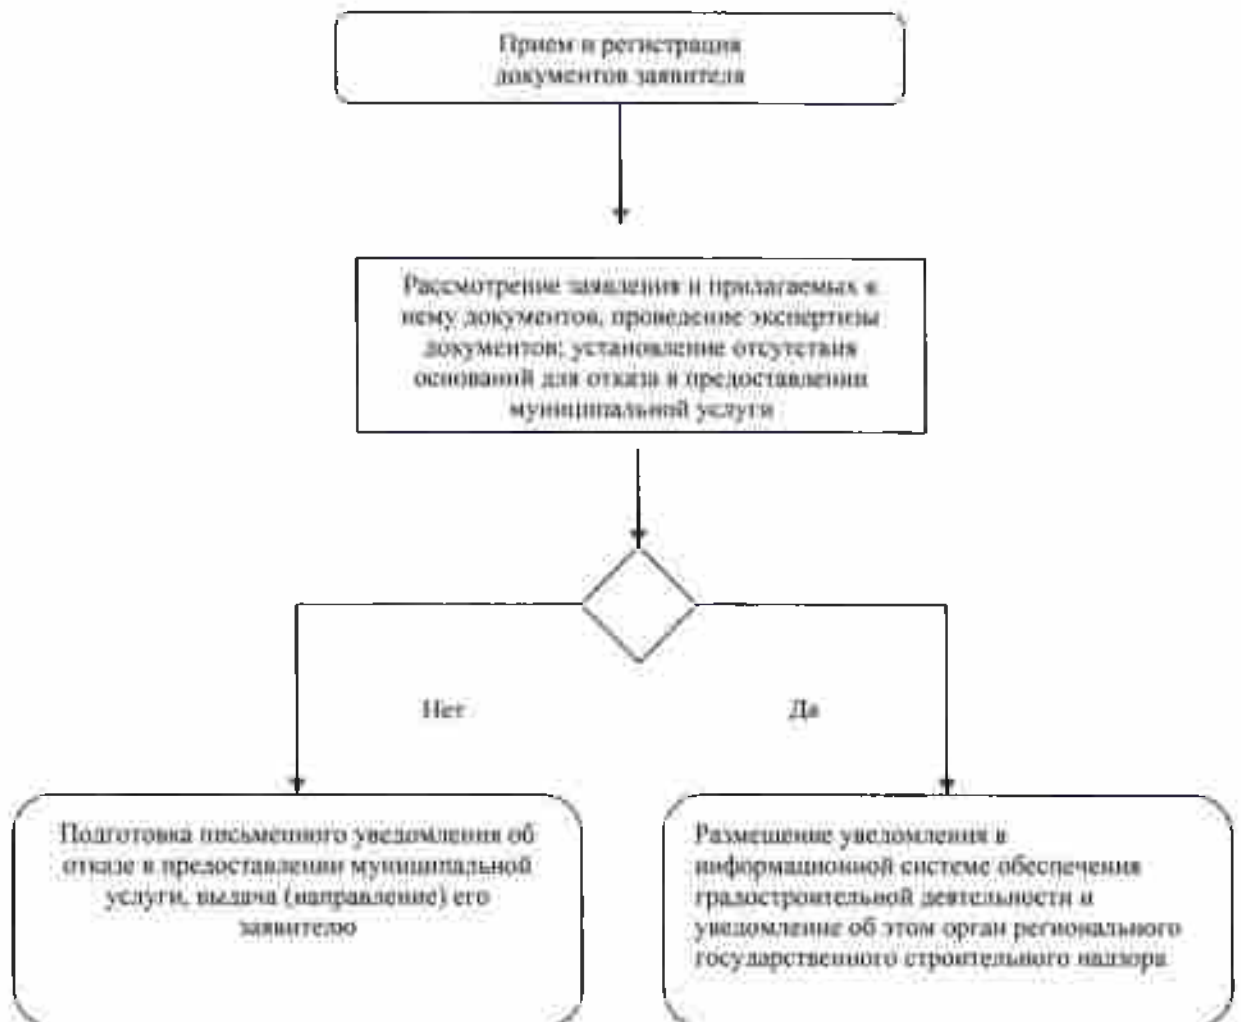 Прием и регистрация
документов заявителя
Рассмотрение заявления и прилагаемых к
нему документов, проведение экспертизы
документов; установление отсутствия
оснований для отказа в предоставлении
муниципальной услуги
Нет
Да
Подготовка письменного уведомления об
отказе в предоставлении муниципальной
услуги, выдача (направление) его
заявителю
Размещение уведомления в
информационной системе обеспечения
градостроительной деятельности и
уведомление об этом орган регионального
государственного строительного надзора